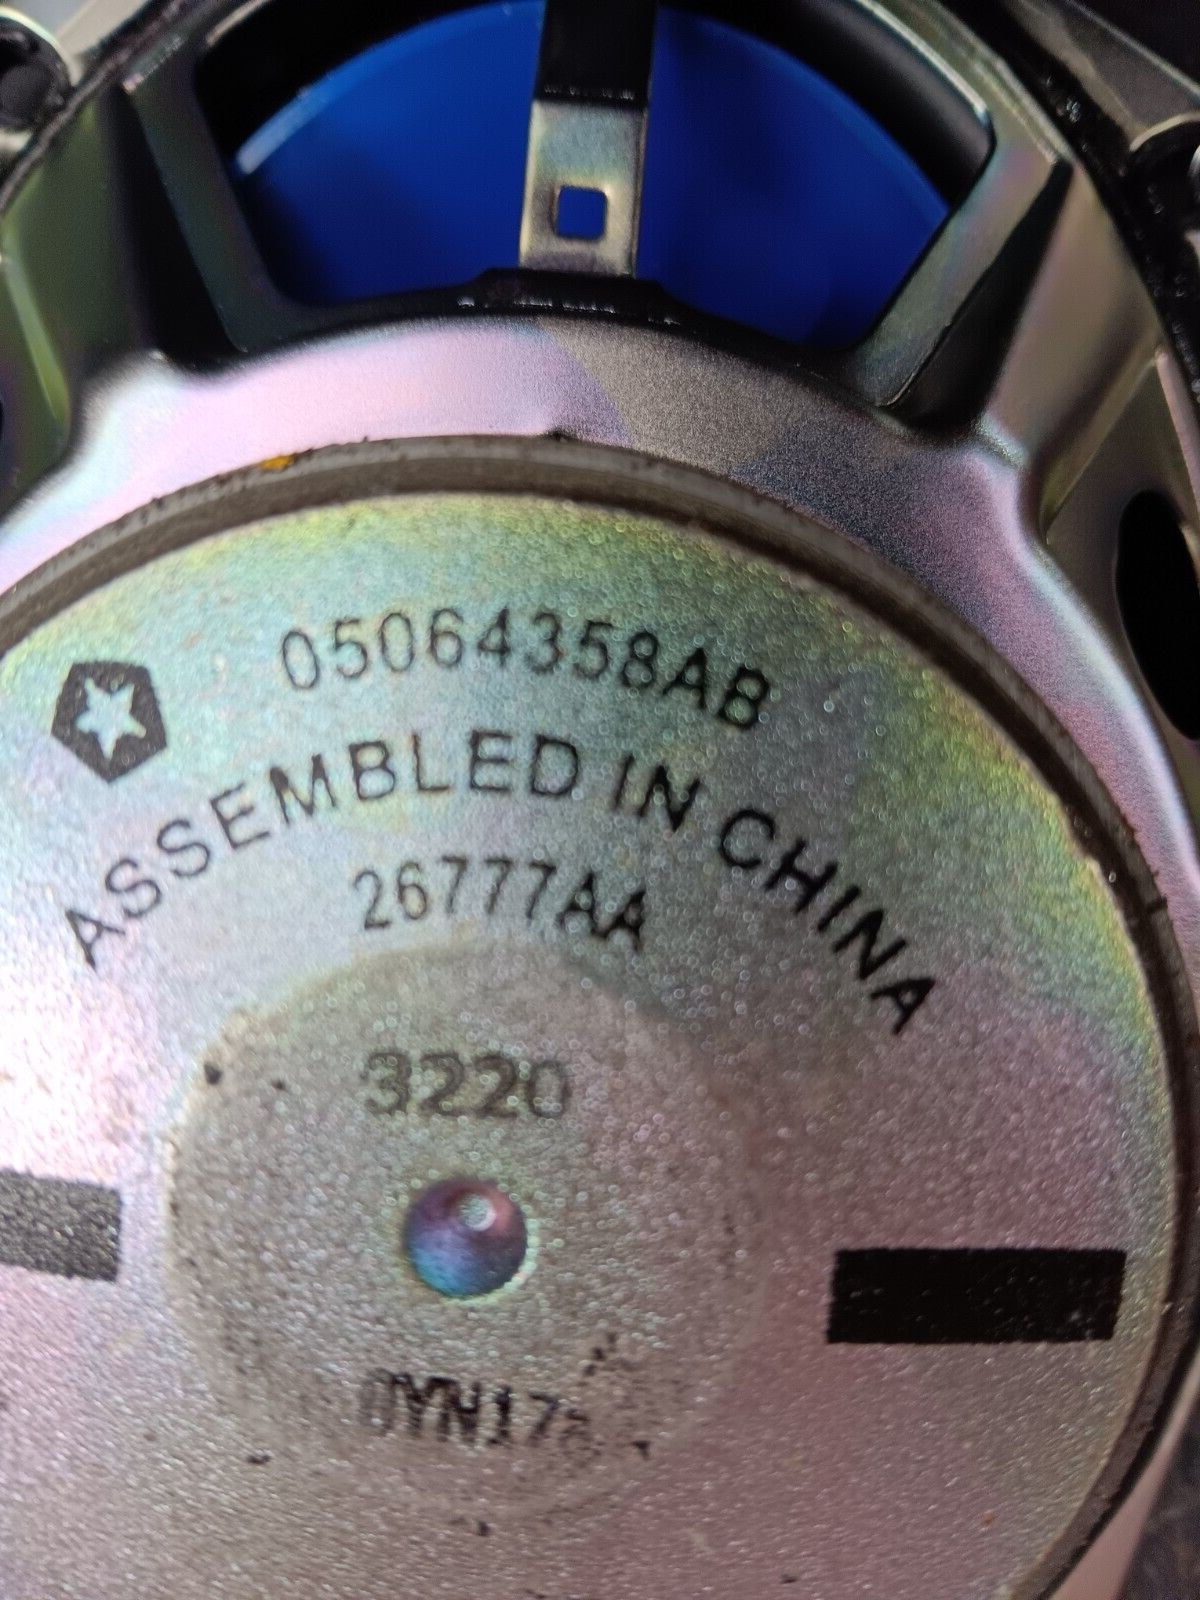 05064358AB
ASSEMBLED IN CHINA
26777AA
3220